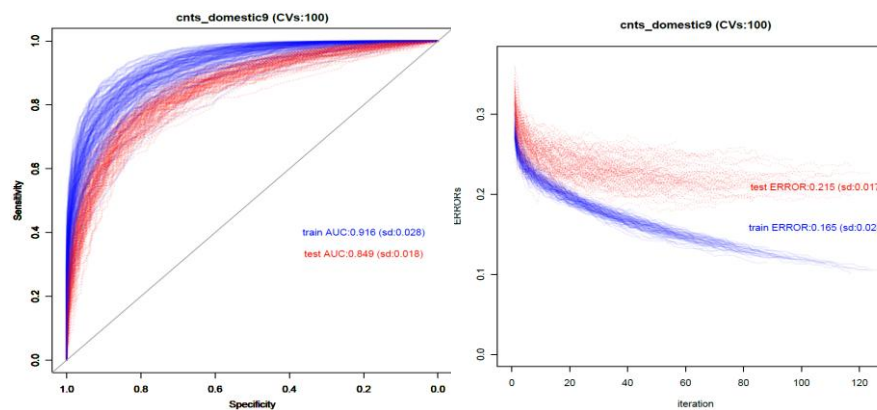 cnts_domestic9 (CVs:100)
Sensitivity
1.0
0.8
0.6
0.4
0.2
0.0
train AUC:0.916 (sd:0.028)
test AUC:0.849 (sd:0.018)
1.0 0.8 0.6 0.4 0.2 0.0
Specificity
cnts_domestic9 (CVs:100)
ERRORs
0.3
0.2
0.1
0.0
test ERROR:0.215 (sd:0.017
train ERROR:0.165 (sd:0.02
0 20 40 60 80 100 120
iteration